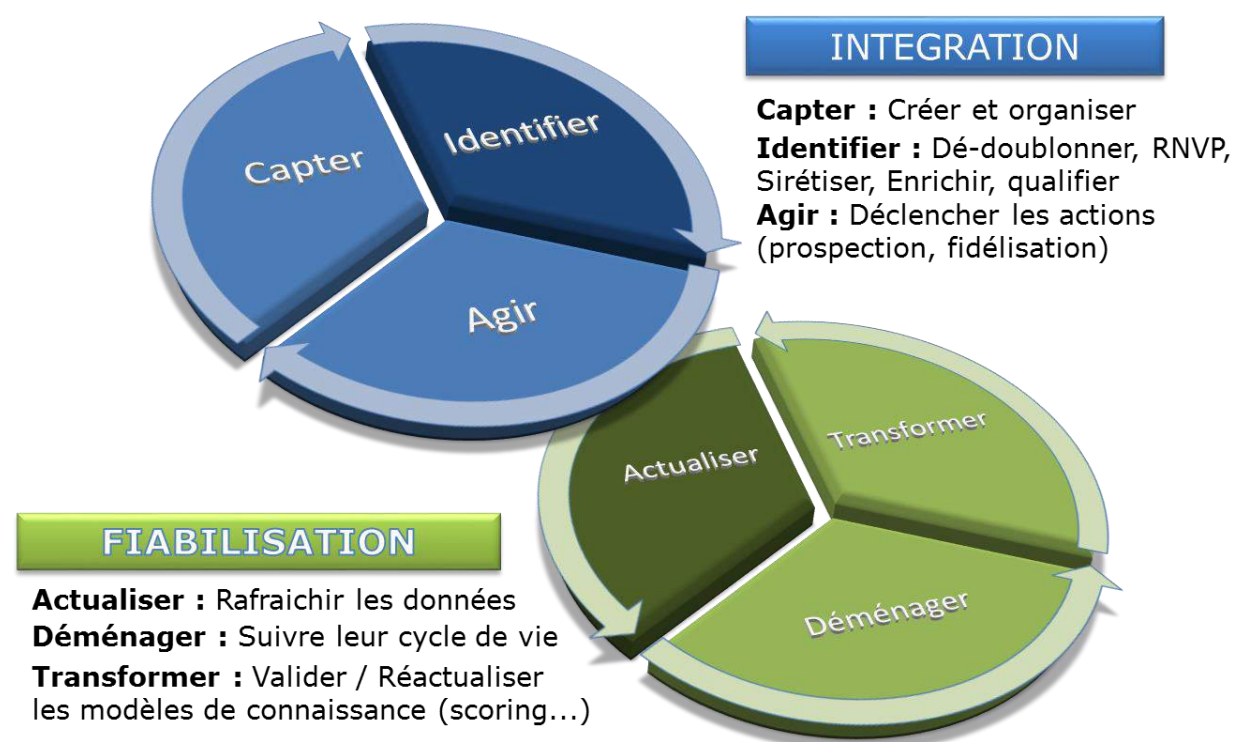 INTEGRATION
Capter : Créer et organiser
Identifier : Dé-doublonner, RNVP,
Sirétiser, Enrichir, qualifier
Agir : Déclencher les actions
(prospection, fidélisation)
Capter
Identifier
Agir
Actualiser
Transformer
Déménager
FIABILISATION
Actualiser : Rafraichir les données
Déménager : Suivre leur cycle de vie
Transformer : Valider / Réactualiser
les modèles de connaissance (scoring...)